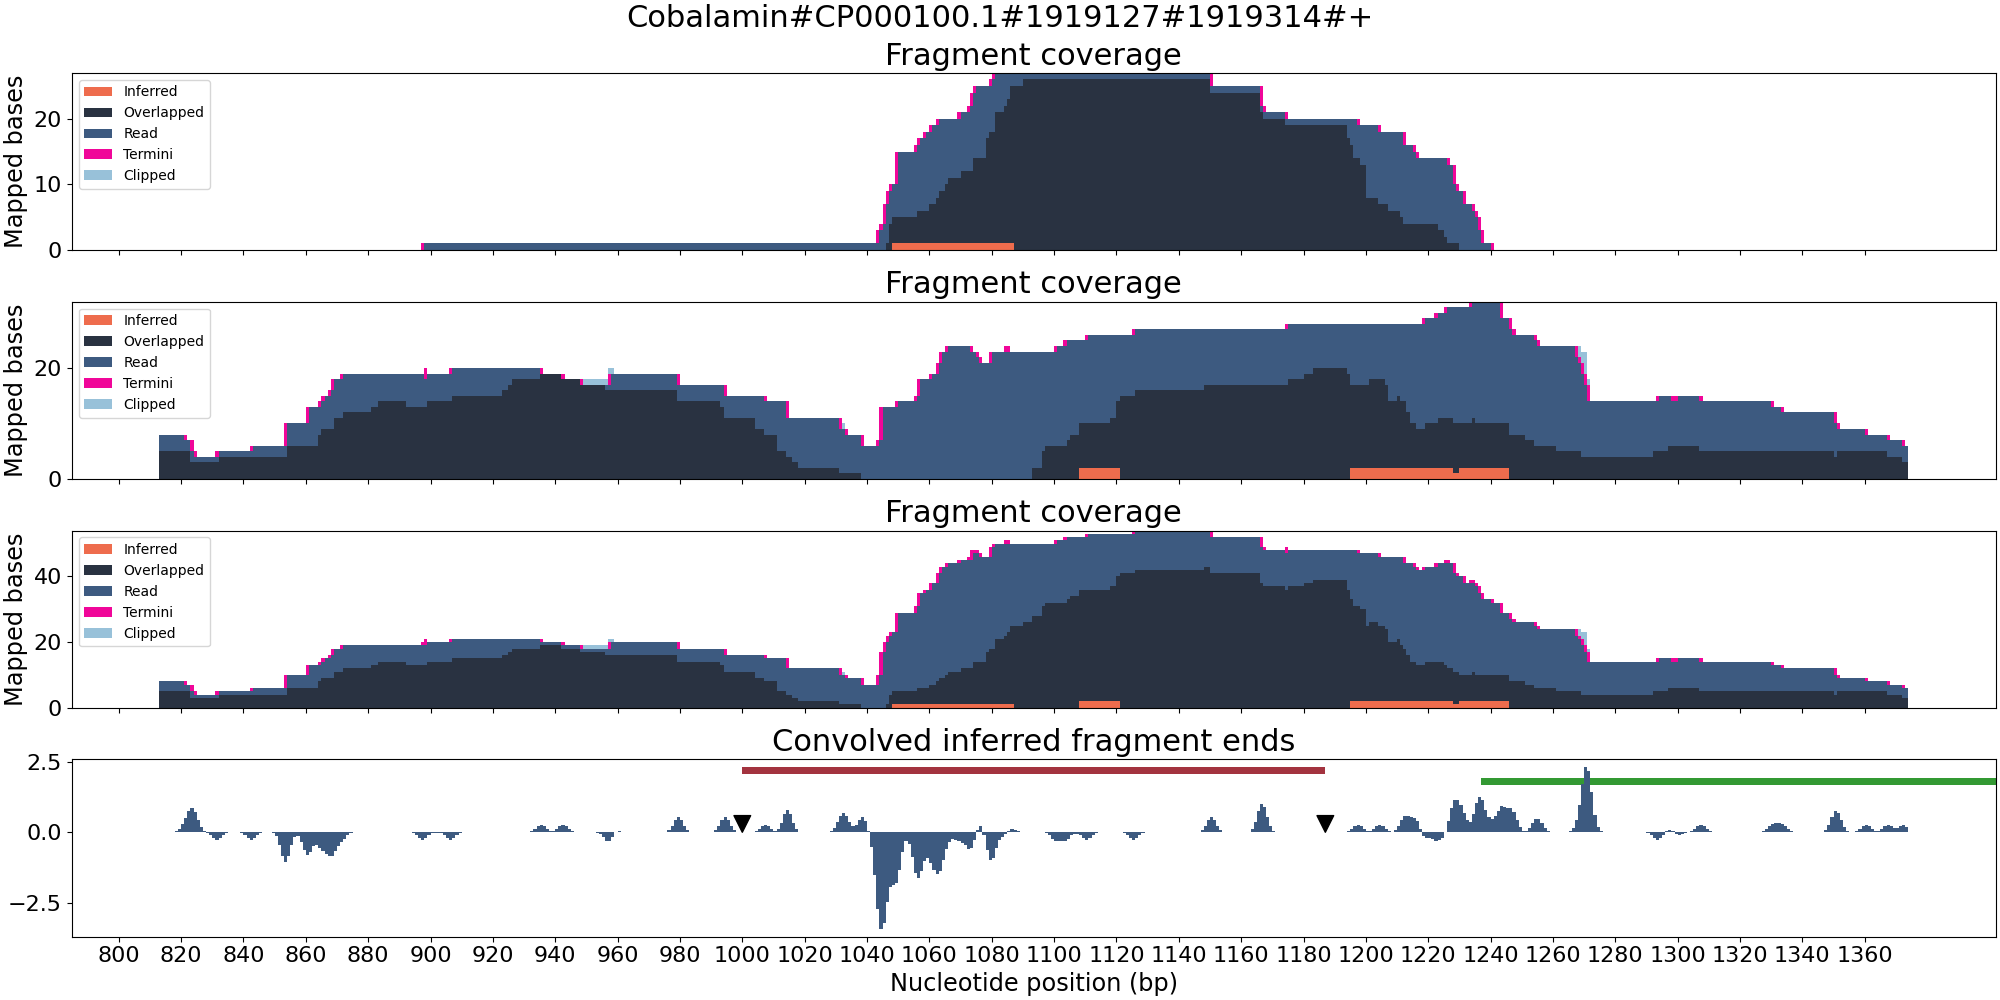 Cobalamin#CP000100.1#1919127#1919314#+
Fragment coverage
Mapped bases
20
10
0
Inferred
Overlapped
Read
Termini
Clipped
Fragment coverage
Mapped bases
20
0
Inferred
Overlapped
Read
Termini
Clipped
Fragment coverage
Mapped bases
40
20
0
Inferred
Overlapped
Read
Termini
Clipped
Convolved inferred fragment ends
2.5
0.0
−2.5
800 820 840 860 880 900 920 940 960 980 1000 1020 1040 1060 1080 1100 1120 1140 1160 1180 1200 1220 1240 1260 1280 1300 1320 1340 1360
Nucleotide position (bp)